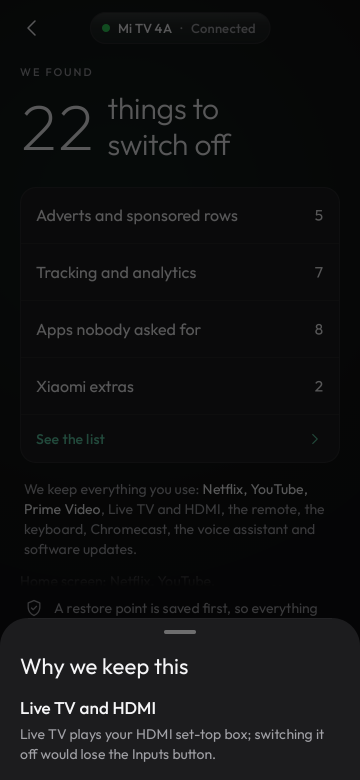 Mi TV 4A · Connected
WE FOUND
22 things to
switch off
Adverts and sponsored rows 5
Tracking and analytics 7
Apps nobody asked for 8
Xiaomi extras 2
See the list
We keep everything you use: Netflix, YouTube,
Prime Video, Live TV and HDMI, the remote, the
keyboard, Chromecast, the voice assistant and
software updates.
Home screen: Netflix, YouTube
A restore point is saved first, so everything
Why we keep this
Live TV and HDMI
Live TV plays your HDMI set-top box; switching it
off would lose the Inputs button.